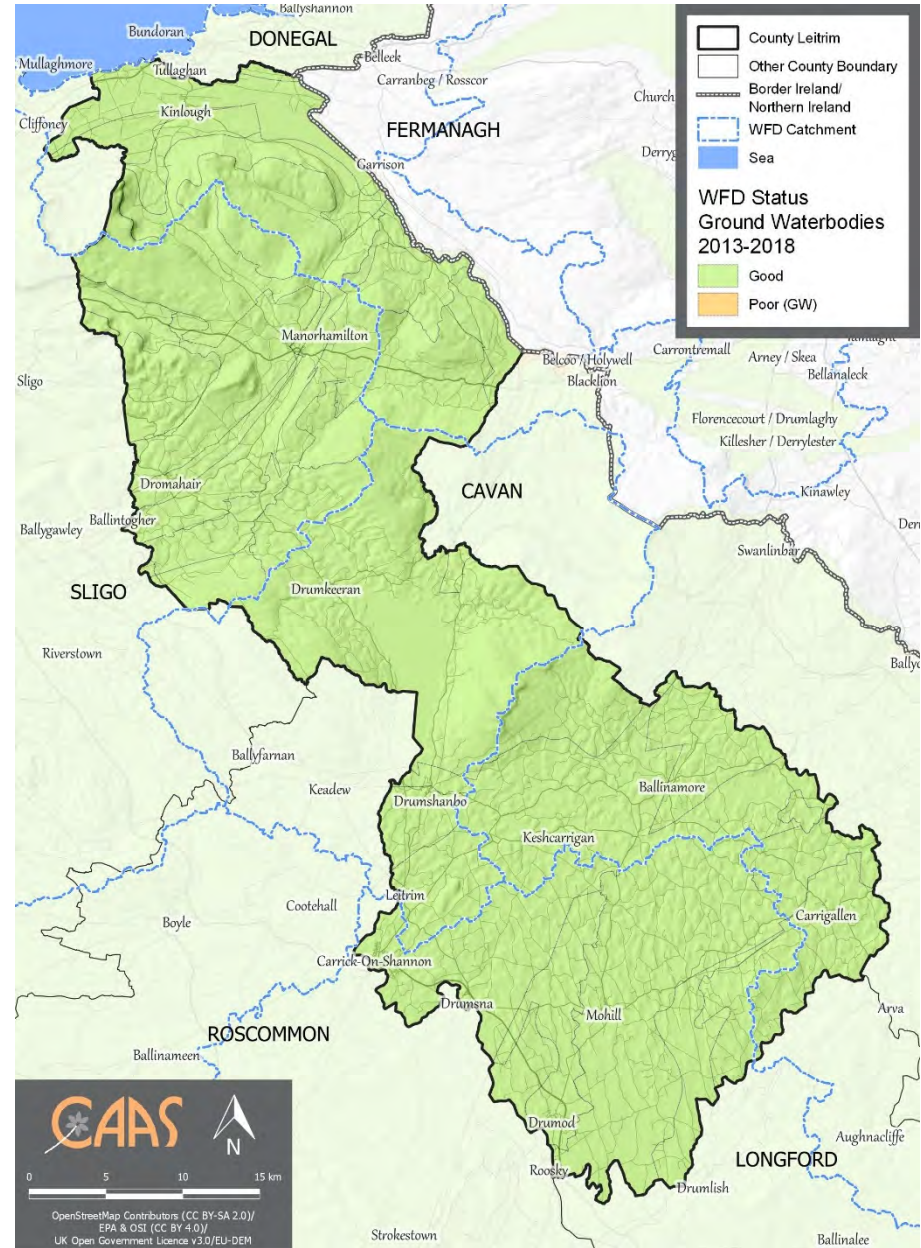 Ballyshannon
Bundoran
DONEGAL
Mullaghmore
Tullaghan
Belleek
Carranbeg / Rosscor
Kinlough
Cliffoney
FERMANAGH
Church
Derryg
Garrison
County Leitrim
Other County Boundary
Border Ireland/
Northern Ireland
WFD Catchment
Sea
WFD Status
Ground Waterbodies
2013-2018
Good
Poor (GW)
Manorhamilton
Sligo
Belcoo / Holywell
Blacklion
Carrontremall
Arney / Skea
Bellanaleck
Florencecourt / Drumlaghy
Killesher / Derrylester
Kinawley
Dromahair
Ballintogher
Ballygawley
CAVAN
Swanlinbar
Der
SLIGO
Drumkeeran
Riverstown
Ballyc
Ballyfarnan
Keadew
Drumshanbo
Ballinamore
Keshcarrigan
Leitrim
Cootehall
Boyle
Carrigallen
Carrick-On-Shannon
Drumsna
Mohill
Arva
ROSCOMMON
Ballinameen
Drumod
Aughnacliffe
LONGFORD
Roosky
Drumlish
Strokestown
Ballinalee
CAAS
N
0 5 10 15 km
OpenStreetMap Contributors (CC BY-SA 2.0)/
EPA & OSI (CC BY 4.0)/
UK Open Government Licence v3.0/EU-DEM